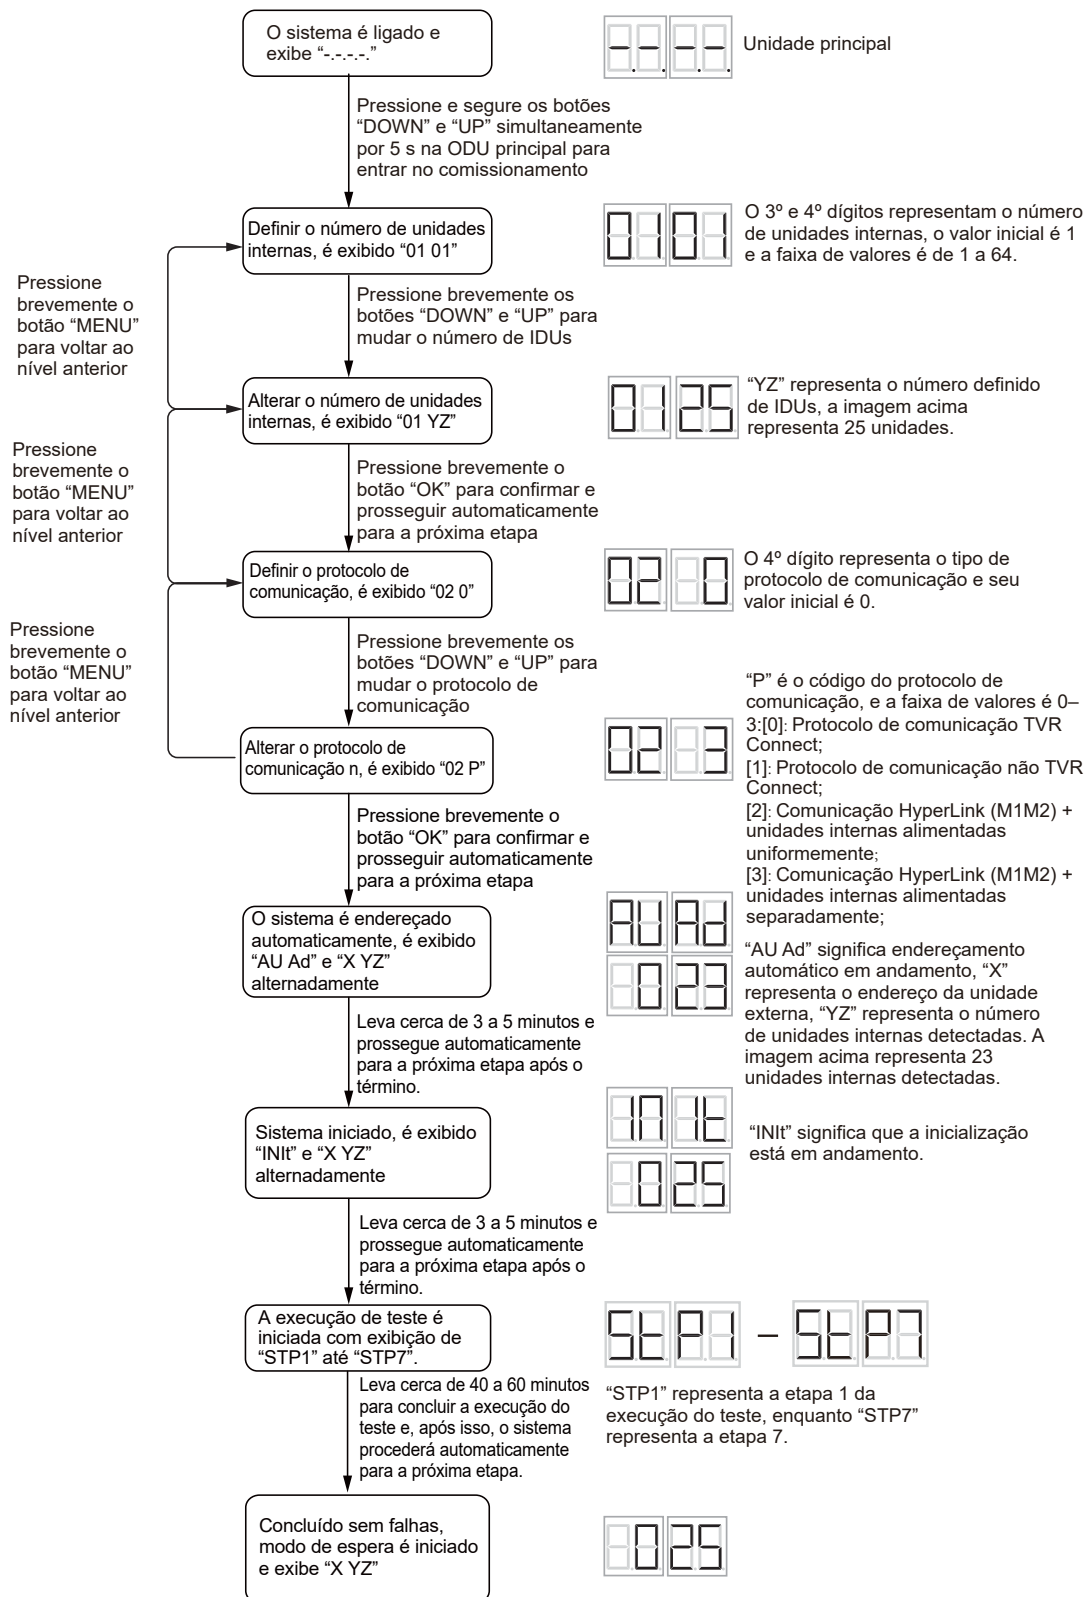 O sistema é ligado e
exibe “-.-.-.-.”
-.-.-.-.
Unidade principal
Pressione e segure os botões
“DOWN” e “UP” simultaneamente
por 5 s na ODU principal para
entrar no comissionamento
Definir o número de unidades
internas, é exibido “01 01”
0101
O 3º e 4º dígitos representam o número
de unidades internas, o valor inicial é 1
e a faixa de valores é de 1 a 64.
Pressione
brevemente o
botão “MENU”
para voltar ao
nível anterior
Pressione brevemente os
botões “DOWN” e “UP” para
mudar o número de IDUs
Alterar o número de unidades
internas, é exibido “01 YZ”
0125
“YZ” representa o número definido
de IDUs, a imagem acima
representa 25 unidades.
Pressione
brevemente o
botão “MENU”
para voltar ao
nível anterior
Pressione brevemente o
botão “OK” para confirmar e
prosseguir automaticamente
para a próxima etapa
Definir o protocolo de
comunicação, é exibido “02 0”
02 0
O 4º dígito representa o tipo de
protocolo de comunicação e seu
valor inicial é 0.
Pressione
brevemente o
botão “MENU”
para voltar ao
nível anterior
Pressione brevemente os
botões “DOWN” e “UP” para
mudar o protocolo de
comunicação
Alterar o protocolo de
comunicação n, é exibido “02 P”
02 3
“P” é o código do protocolo de
comunicação, e a faixa de valores é 0–
3:[0]: Protocolo de comunicação TVR
Connect;
[1]: Protocolo de comunicação não TVR
Connect;
[2]: Comunicação HyperLink (M1M2) +
unidades internas alimentadas
uniformemente;
[3]: Comunicação HyperLink (M1M2) +
unidades internas alimentadas
separadamente;
Pressione brevemente o
botão “OK” para confirmar e
prosseguir automaticamente
para a próxima etapa
O sistema é endereçado
automaticamente, é exibido
“AU Ad” e “X YZ”
alternadamente
AU Ad
023
“AU Ad” significa endereçamento
automático em andamento, “X”
representa o endereço da unidade
externa, “YZ” representa o número
de unidades internas detectadas. A
imagem acima representa 23
unidades internas detectadas.
Leva cerca de 3 a 5 minutos e
prossegue automaticamente
para a próxima etapa após o
término.
Sistema iniciado, é exibido
“INIt” e “X YZ”
alternadamente
INIt
025
“INIt” significa que a inicialização
está em andamento.
Leva cerca de 3 a 5 minutos e
prossegue automaticamente
para a próxima etapa após o
término.
A execução de teste é
iniciada com exibição de
“STP1” até “STP7”.
StP1 – StP7
“STP1” representa a etapa 1 da
execução do teste, enquanto “STP7”
representa a etapa 7.
Leva cerca de 40 a 60 minutos
para concluir a execução do
teste e, após isso, o sistema
procederá automaticamente
para a próxima etapa.
Concluído sem falhas,
modo de espera é iniciado
e exibe “X YZ”
025